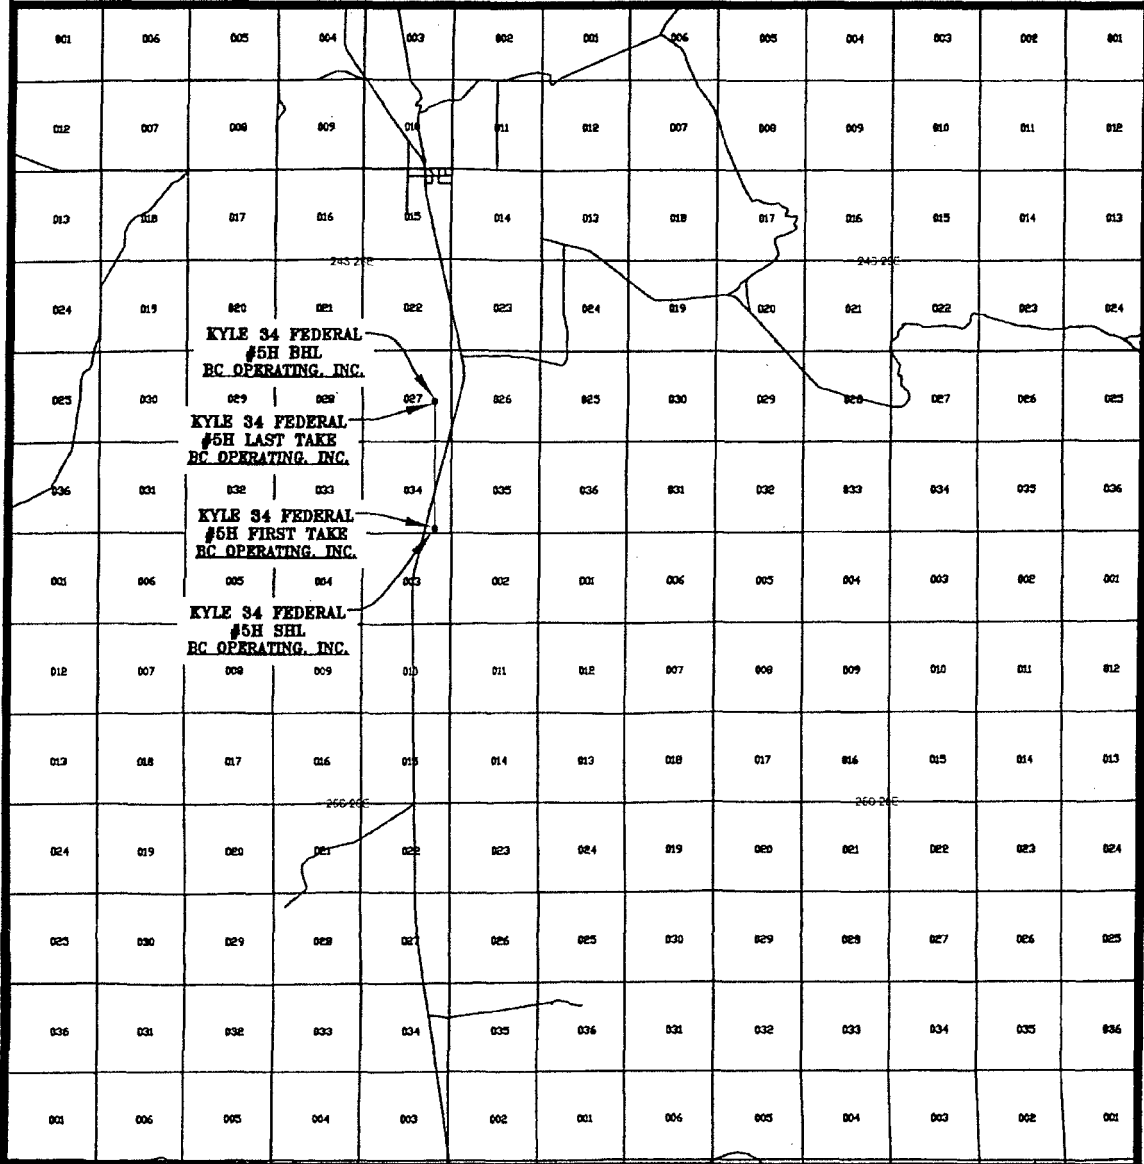 001 006 005 004 003 002 001 006 005 004 003 002 001
012 007 008 009 010 011 012 007 008 009 010 011 012
013 018 017 016 015 014 013 018 017 016 015 014 013
024 019 020 021 022 023 024 019 020 021 022 023 024
KYLE 34 FEDERAL
#5H BHL
BC OPERATING, INC.
025 030 029 028 027 026 025 030 029 028 027 026 025
KYLE 34 FEDERAL
#5H LAST TAKE
BC OPERATING, INC.
036 031 032 033 034 035 036 031 032 033 034 035 036
KYLE 34 FEDERAL
#5H FIRST TAKE
BC OPERATING, INC.
001 006 005 004 003 002 001 006 005 004 003 002 001
KYLE 34 FEDERAL
#5H SHL
BC OPERATING, INC.
012 007 008 009 010 011 012 007 008 009 010 011 012
013 018 017 016 015 014 013 018 017 016 015 014 013
024 019 020 021 022 023 024 019 020 021 022 023 024
025 030 029 028 027 026 025 030 029 028 027 026 025
036 031 032 033 034 035 036 031 032 033 034 035 036
001 006 005 004 003 002 001 006 005 004 003 002 001